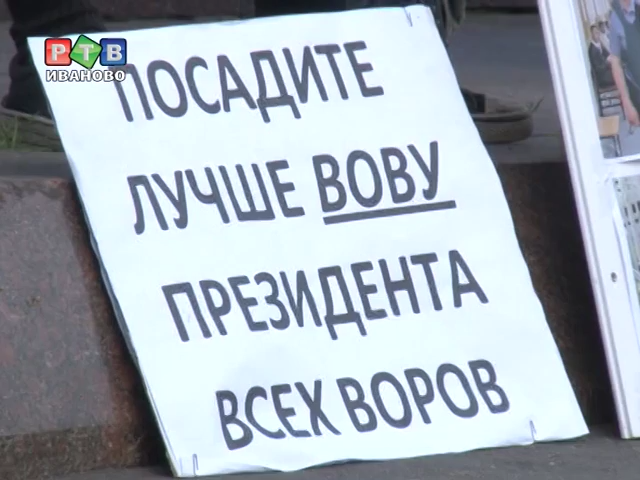 РТВ
ИВАНОВО
ПОСАДИТЕ
ЛУЧШЕ ВОВУ
ПРЕЗИДЕНТА
ВСЕХ ВОРОВ